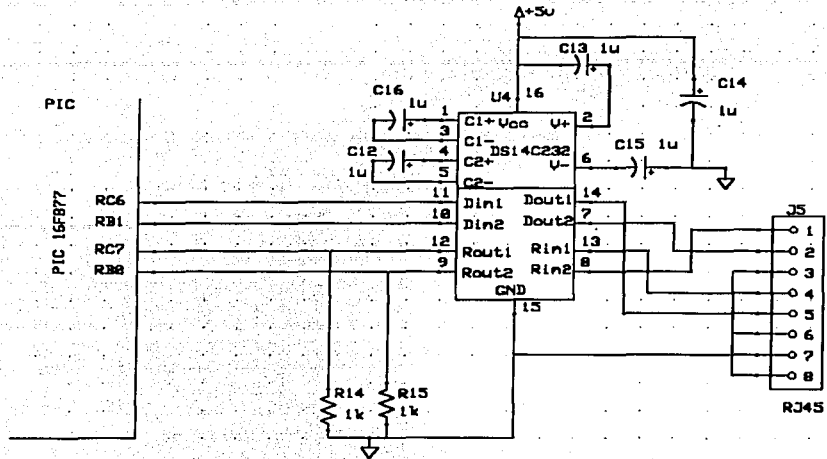 +5v
C13 1u
C14
1u
C16
1u
U4 16
PIC
1 C1+ Vcc V+ 2
3 C1-
DS14C232
C12
1u
4 C2+
5 C2-
V- 6
C15 1u
RC6 11 Din1 Dout1 14
RB1 10 Din2 Dout2 7
RC7 12 Rout1 Rin1 13
RB0 9 Rout2 Rin2 8
GND
15
PIC 16F877
J5
1
2
3
4
5
6
7
8
RJ45
R14
1k
R15
1k